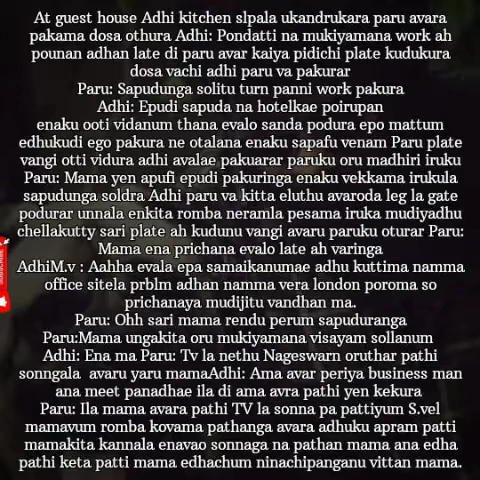 At guest house Adhi kitchen slpala ukandrukara paru avara
pakama dosa othura Adhi: Pondatti na mukiyamana work ah
pounan adhan late di paru avar kaiya pidichi plate kudukura
dosa vachi adhi paru va pakurar
Paru: Sapudunga solitu turn panni work pakura
Adhi: Epudi sapuda na hotelkae poirupan
enaku ooti vidanum thana evalo sanda podura epo mattum
edhukudi ego pakura ne otalana enaku sapafu venam Paru plate
vangi otti vidura adhi avalae pakuarar paruku oru madhiri iruku
Paru: Mama yen apufi epudi pakuringa enaku vekkama irukula
sapudunga soldra Adhi paru va kitta eluthu avaroda leg la gate
podurar unnala enkita romba neramla pesama iruka mudiyadhu
chellakutty sari plate ah kudunu vangi avaru paruku oturar Paru:
Mama ena prichana evalo late ah varinga
AdhiM.v : Aahha evala epa samaikanumae adhu kuttima namma
office sitela prblm adhan namma vera london poroma so
prichanaya mudijitu vandhan ma.
Paru: Ohh sari mama rendu perum sapuduranga
Paru:Mama ungakita oru mukiyamana visayam sollanum
Adhi: Ena ma Paru: Tv la nethu Nageswarn oruthar pathi
sonngala avaru yaru mamaAdhi: Ama avar periya business man
ana meet panadhae ila di ama avra pathi yen kekura
Paru: Ila mama avara pathi TV la sonna pa pattiyum S.vel
mamavum romba kovama pathanga avara adhuku apram patti
mamakita kannala enavao sonnaga na pathan mama ana edha
pathi keta patti mama edhachum ninachipanganu vittan mama.